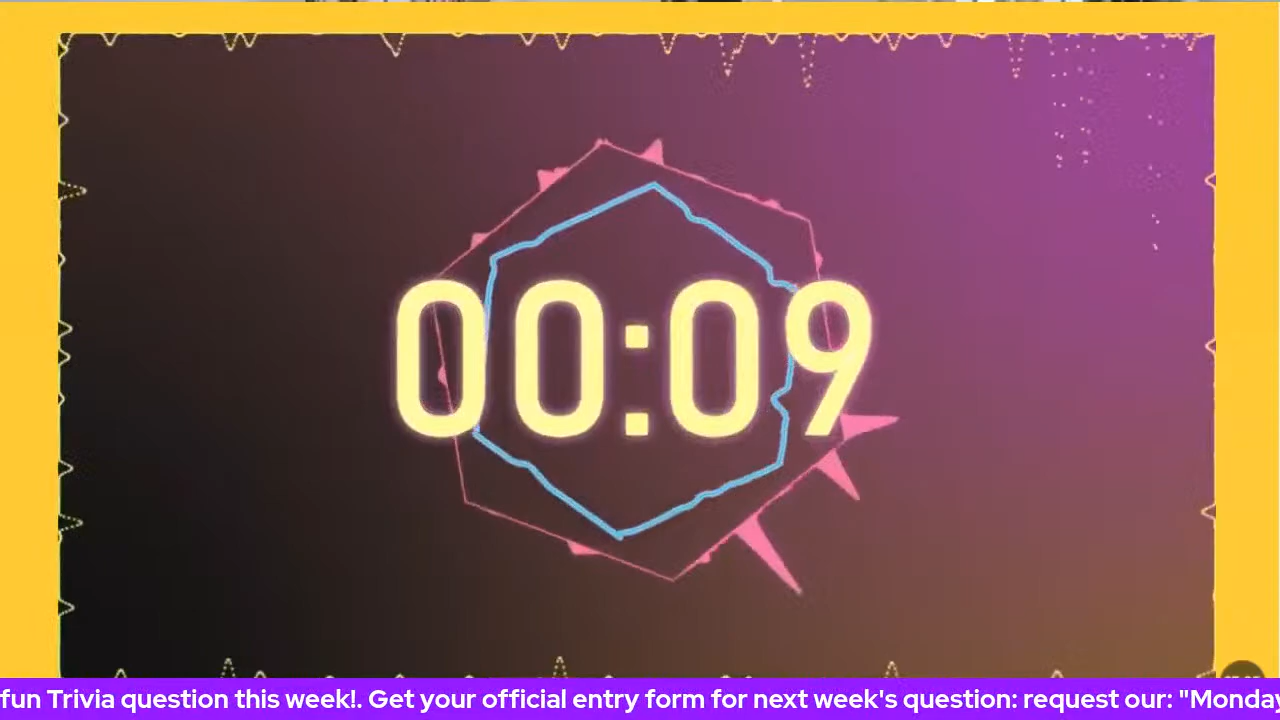 00:09
fun Trivia question this week!. Get your official entry form for next week's question: request our: "Monday